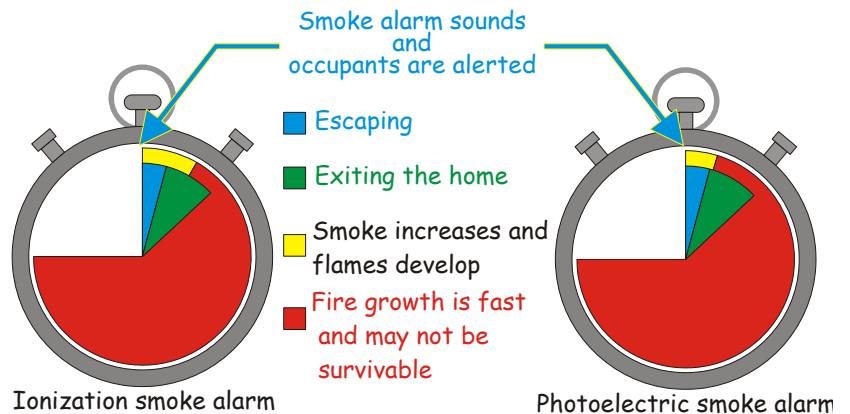 Smoke alarm sounds
and
occupants are alerted
Escaping
Exiting the home
Smoke increases and
flames develop
Fire growth is fast
and may not be
survivable
Ionization smoke alarm
Photoelectric smoke alarm